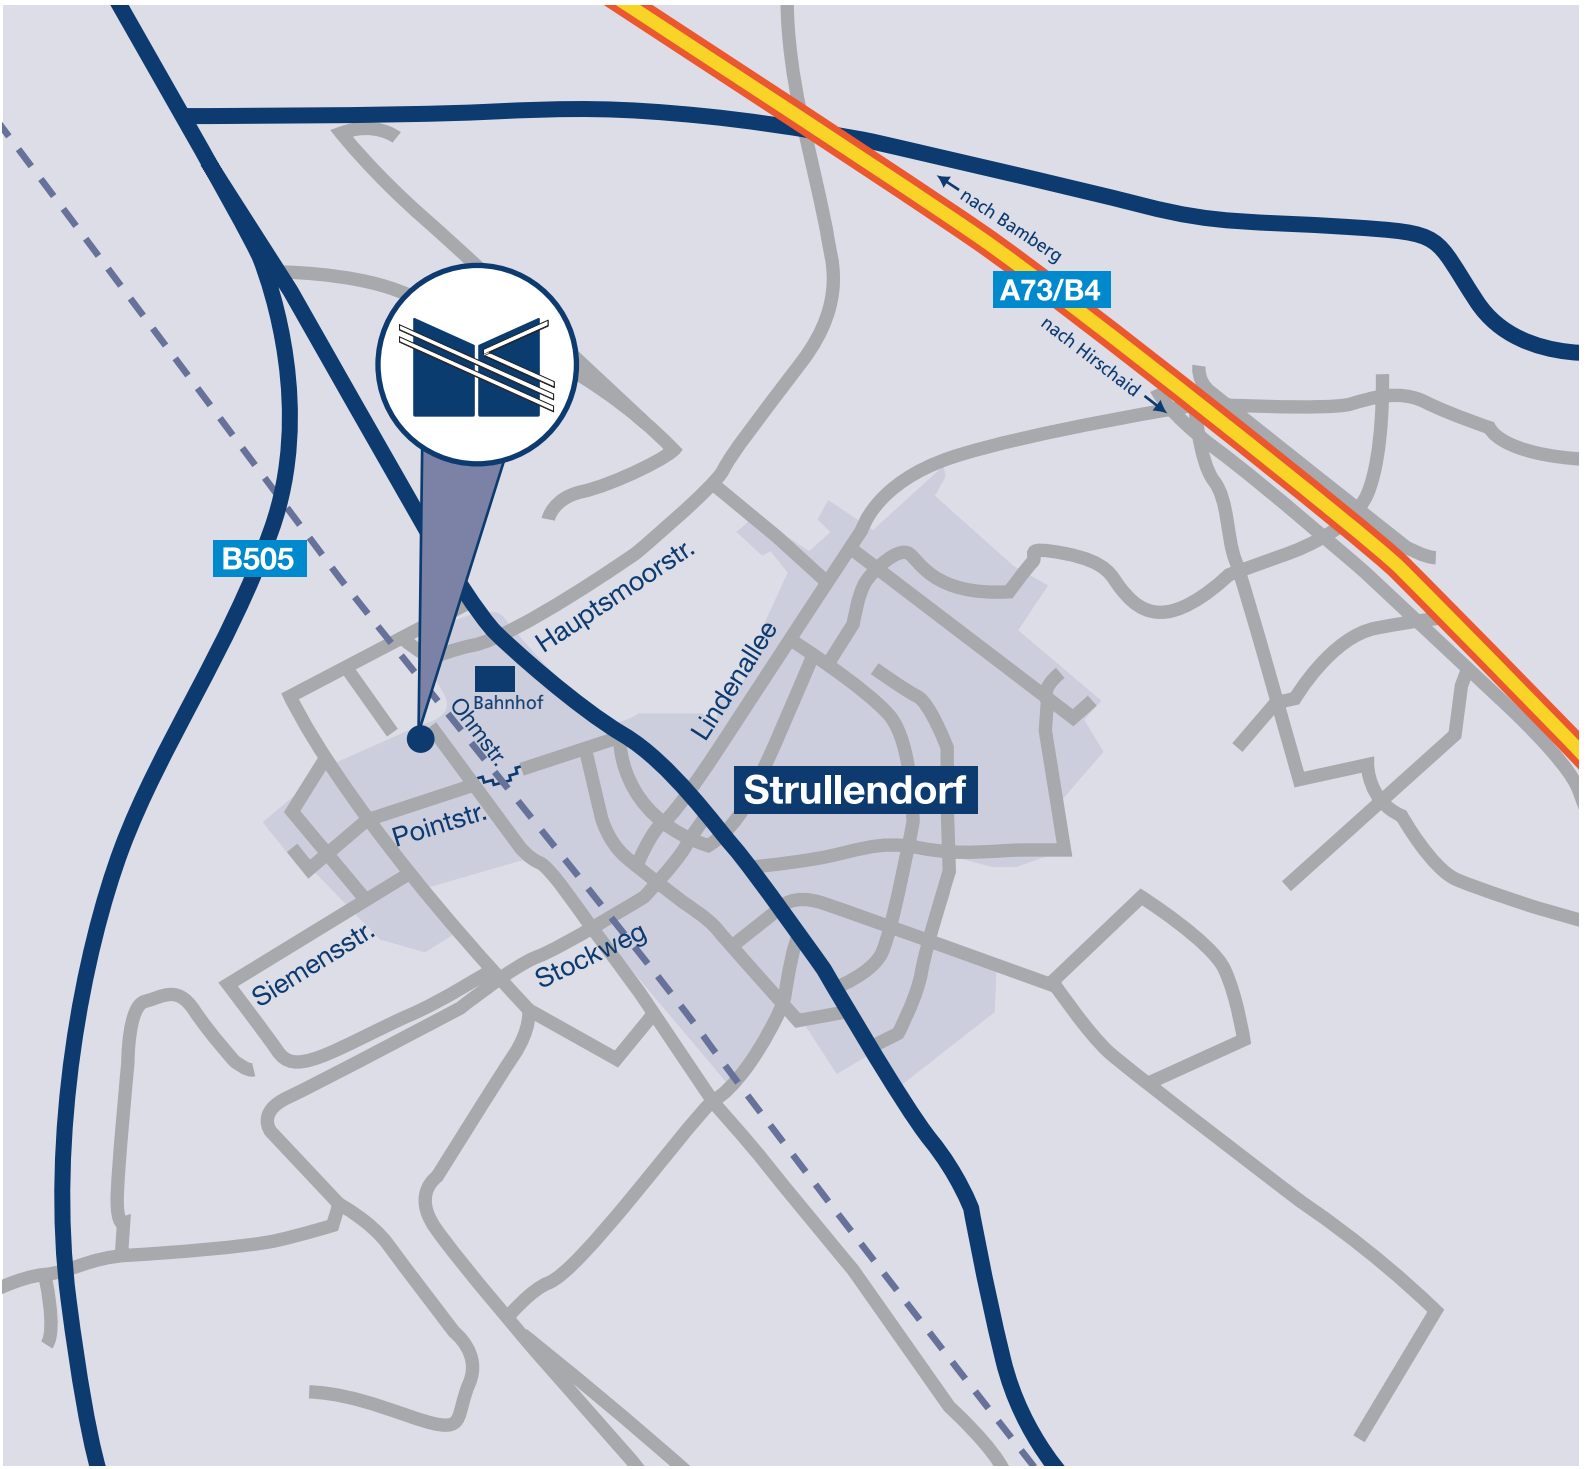 nach Bamberg
A73/B4
nach Hirschaid
B505
Hauptsmoorstr.
Lindenallee
Bahnhof
Ohmstr.
Strullendorf
Pointstr.
Siemensstr.
Stockweg